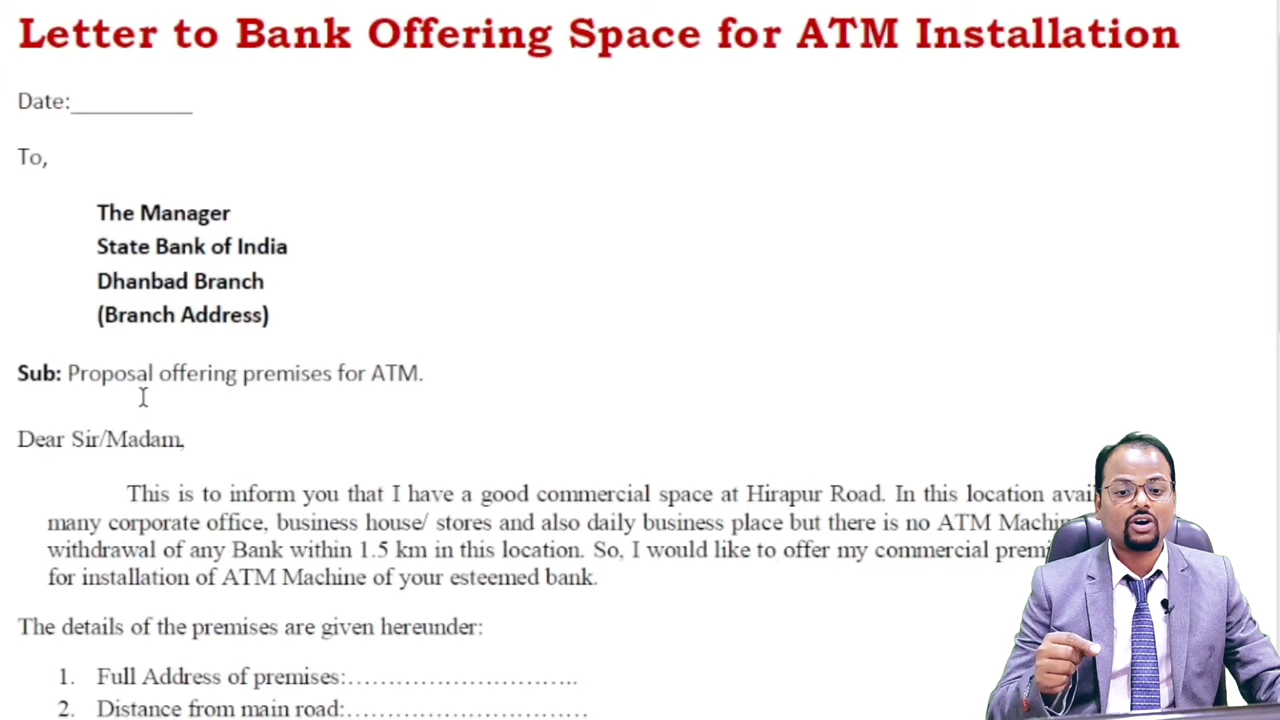 Letter to Bank Offering Space for ATM Installation
Date:__________
To,
The Manager
State Bank of India
Dhanbad Branch
(Branch Address)
Sub: Proposal offering premises for ATM.
Dear Sir/Madam,
This is to inform you that I have a good commercial space at Hirapur Road. In this location
many corporate office, business house/ stores and also daily business place but there is no ATM
withdrawal of any Bank within 1.5 km in this location. So, I would like to offer my commercial
for installation of ATM Machine of your esteemed bank.
The details of the premises are given hereunder:
1. Full Address of premises:..............................
2. Distance from main road:...............................